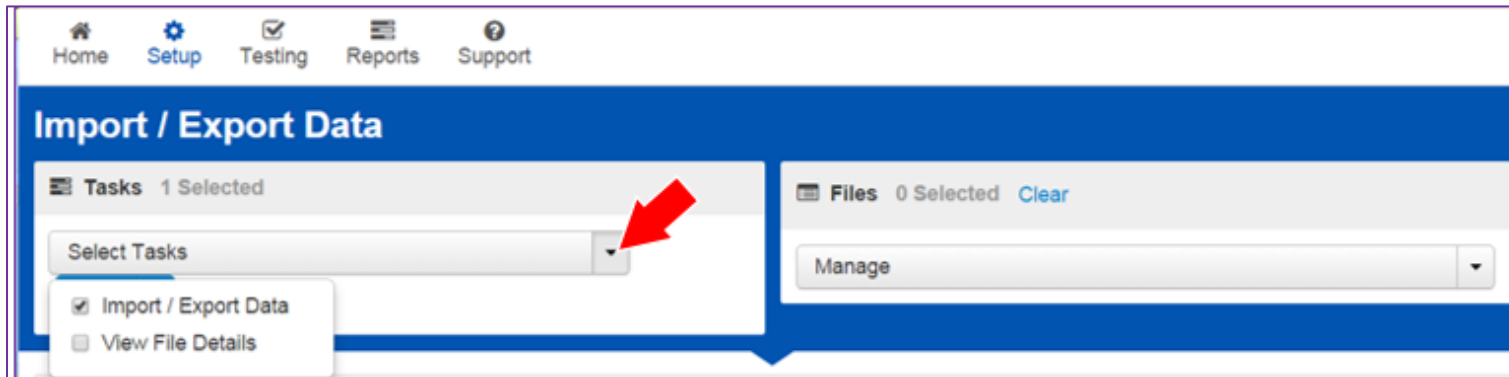 Home Setup Testing Reports Support
Import / Export Data
Tasks 1 Selected
Select Tasks
Import / Export Data
View File Details
Files 0 Selected Clear
Manage